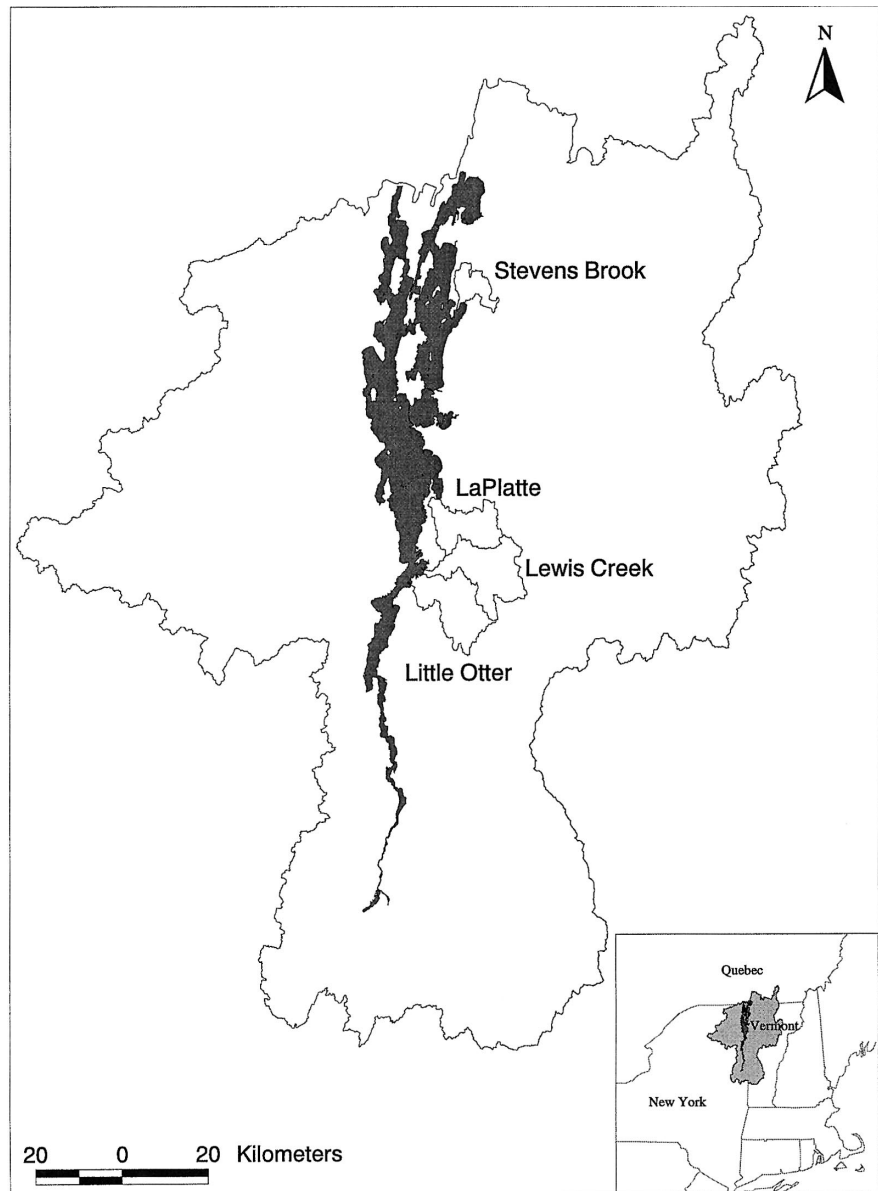 N
Stevens Brook
LaPlatte
Lewis Creek
Little Otter
Quebec
Vermont
New York
20 0 20 Kilometers